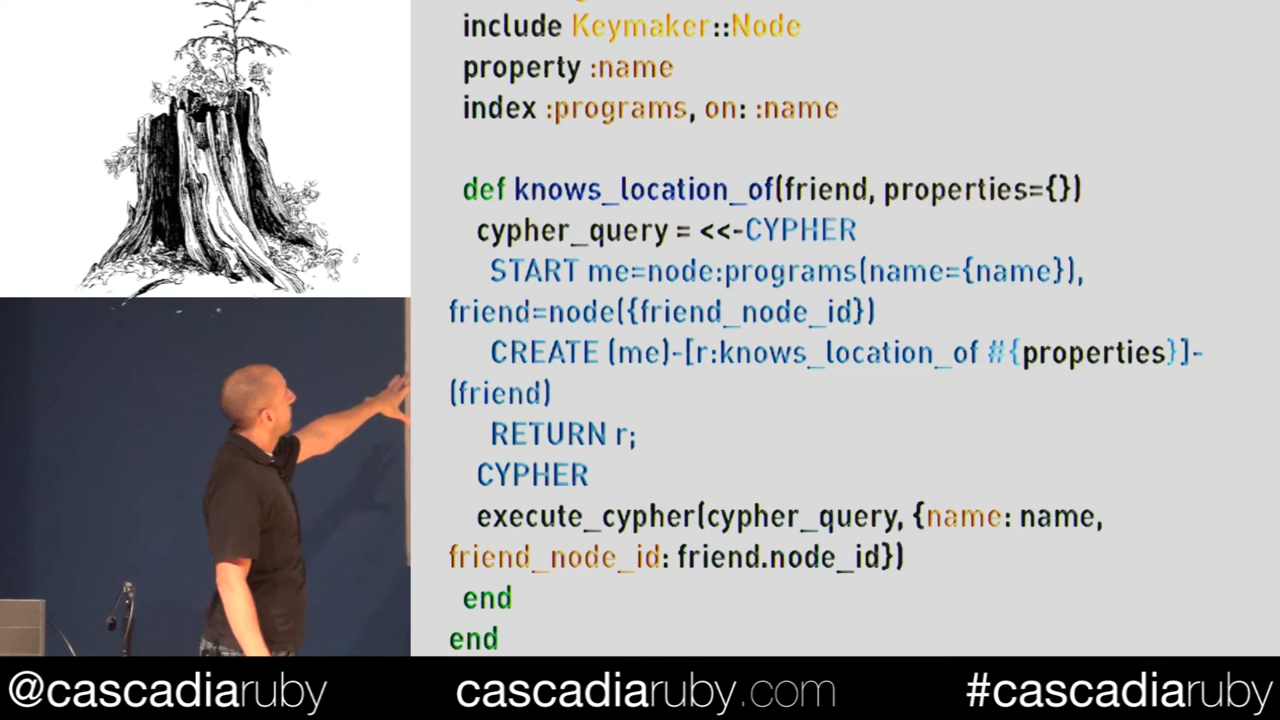 include Keymaker::Node
property :name
index :programs, on: :name
def knows_location_of(friend, properties={})
cypher_query = <<-CYPHER
START me=node:programs(name={name}),
friend=node({friend_node_id})
CREATE (me)-[r:knows_location_of #{properties}]-
(friend)
RETURN r;
CYPHER
execute_cypher(cypher_query, {name: name,
friend_node_id: friend.node_id})
end
end
@cascadiaruby
cascadiaruby.com
#cascadiaruby